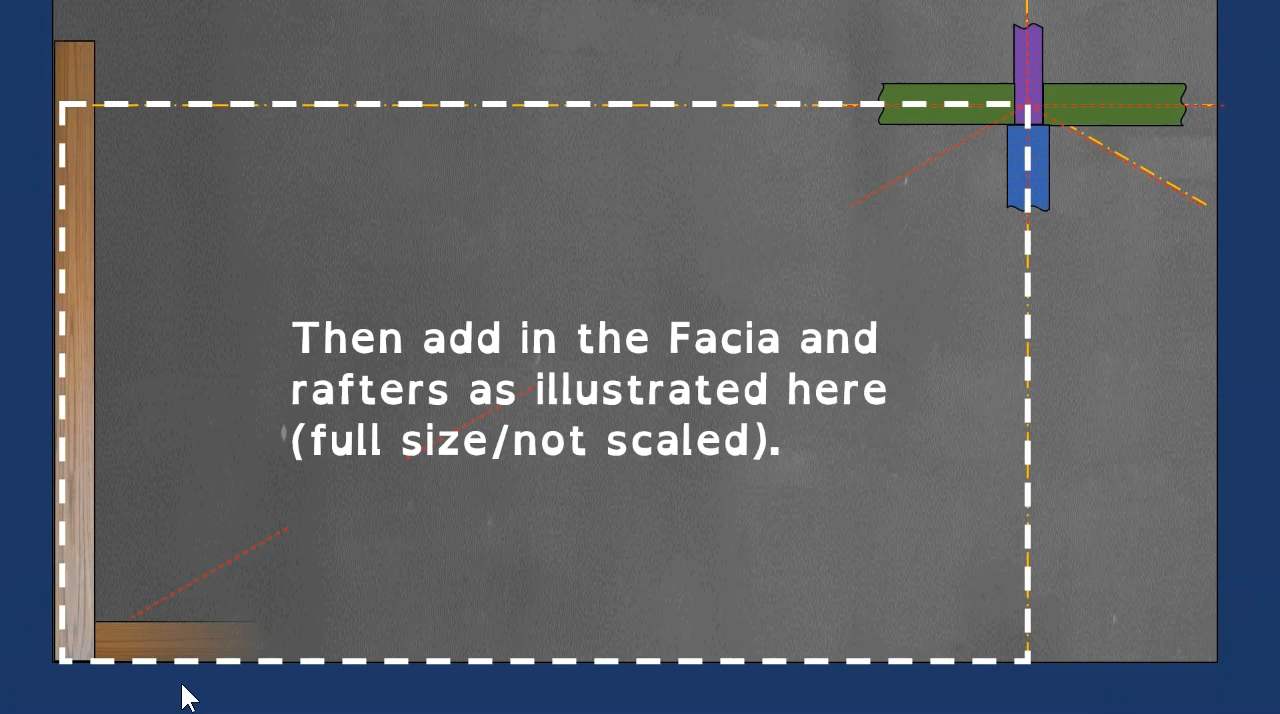 Then add in the Facia and
rafters as illustrated here
(full size/not scaled).